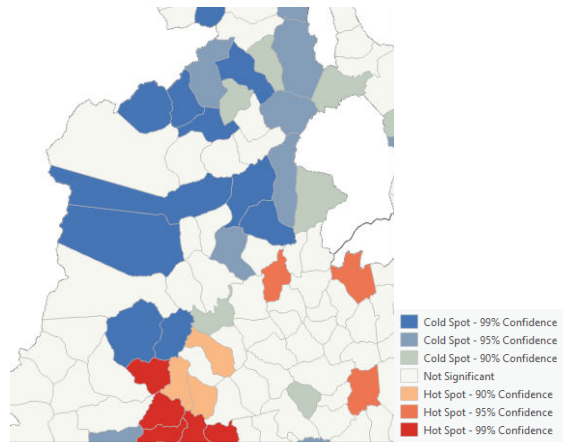 Cold Spot - 99% Confidence
Cold Spot - 95% Confidence
Cold Spot - 90% Confidence
Not Significant
Hot Spot - 90% Confidence
Hot Spot - 95% Confidence
Hot Spot - 99% Confidence